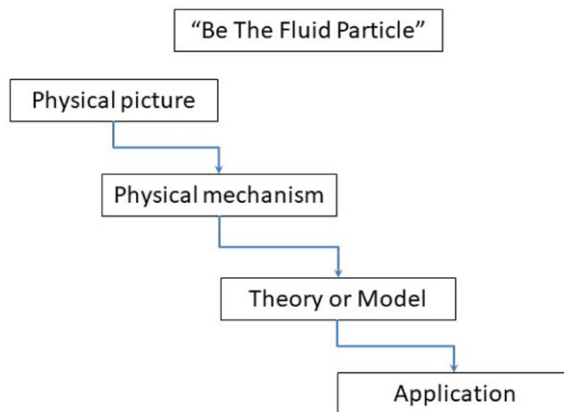 “Be The Fluid Particle”
Physical picture
Physical mechanism
Theory or Model
Application